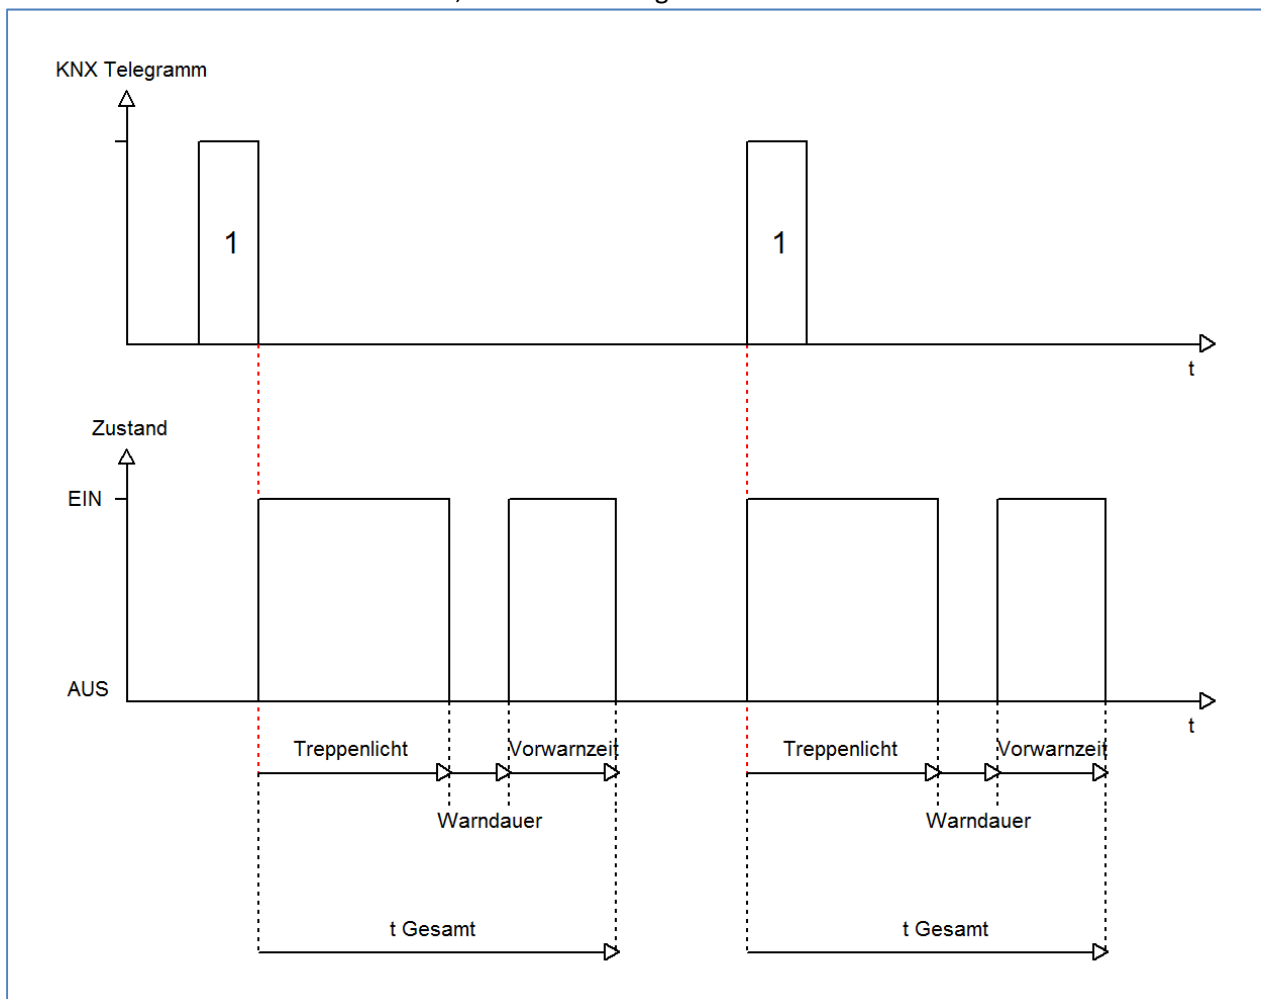 KNX Telegramm
1 1
t
Zustand
EIN
AUS
t
Treppenlicht Vorwarnzeit Treppenlicht Vorwarnzeit
Warndauer Warndauer
t Gesamt t Gesamt